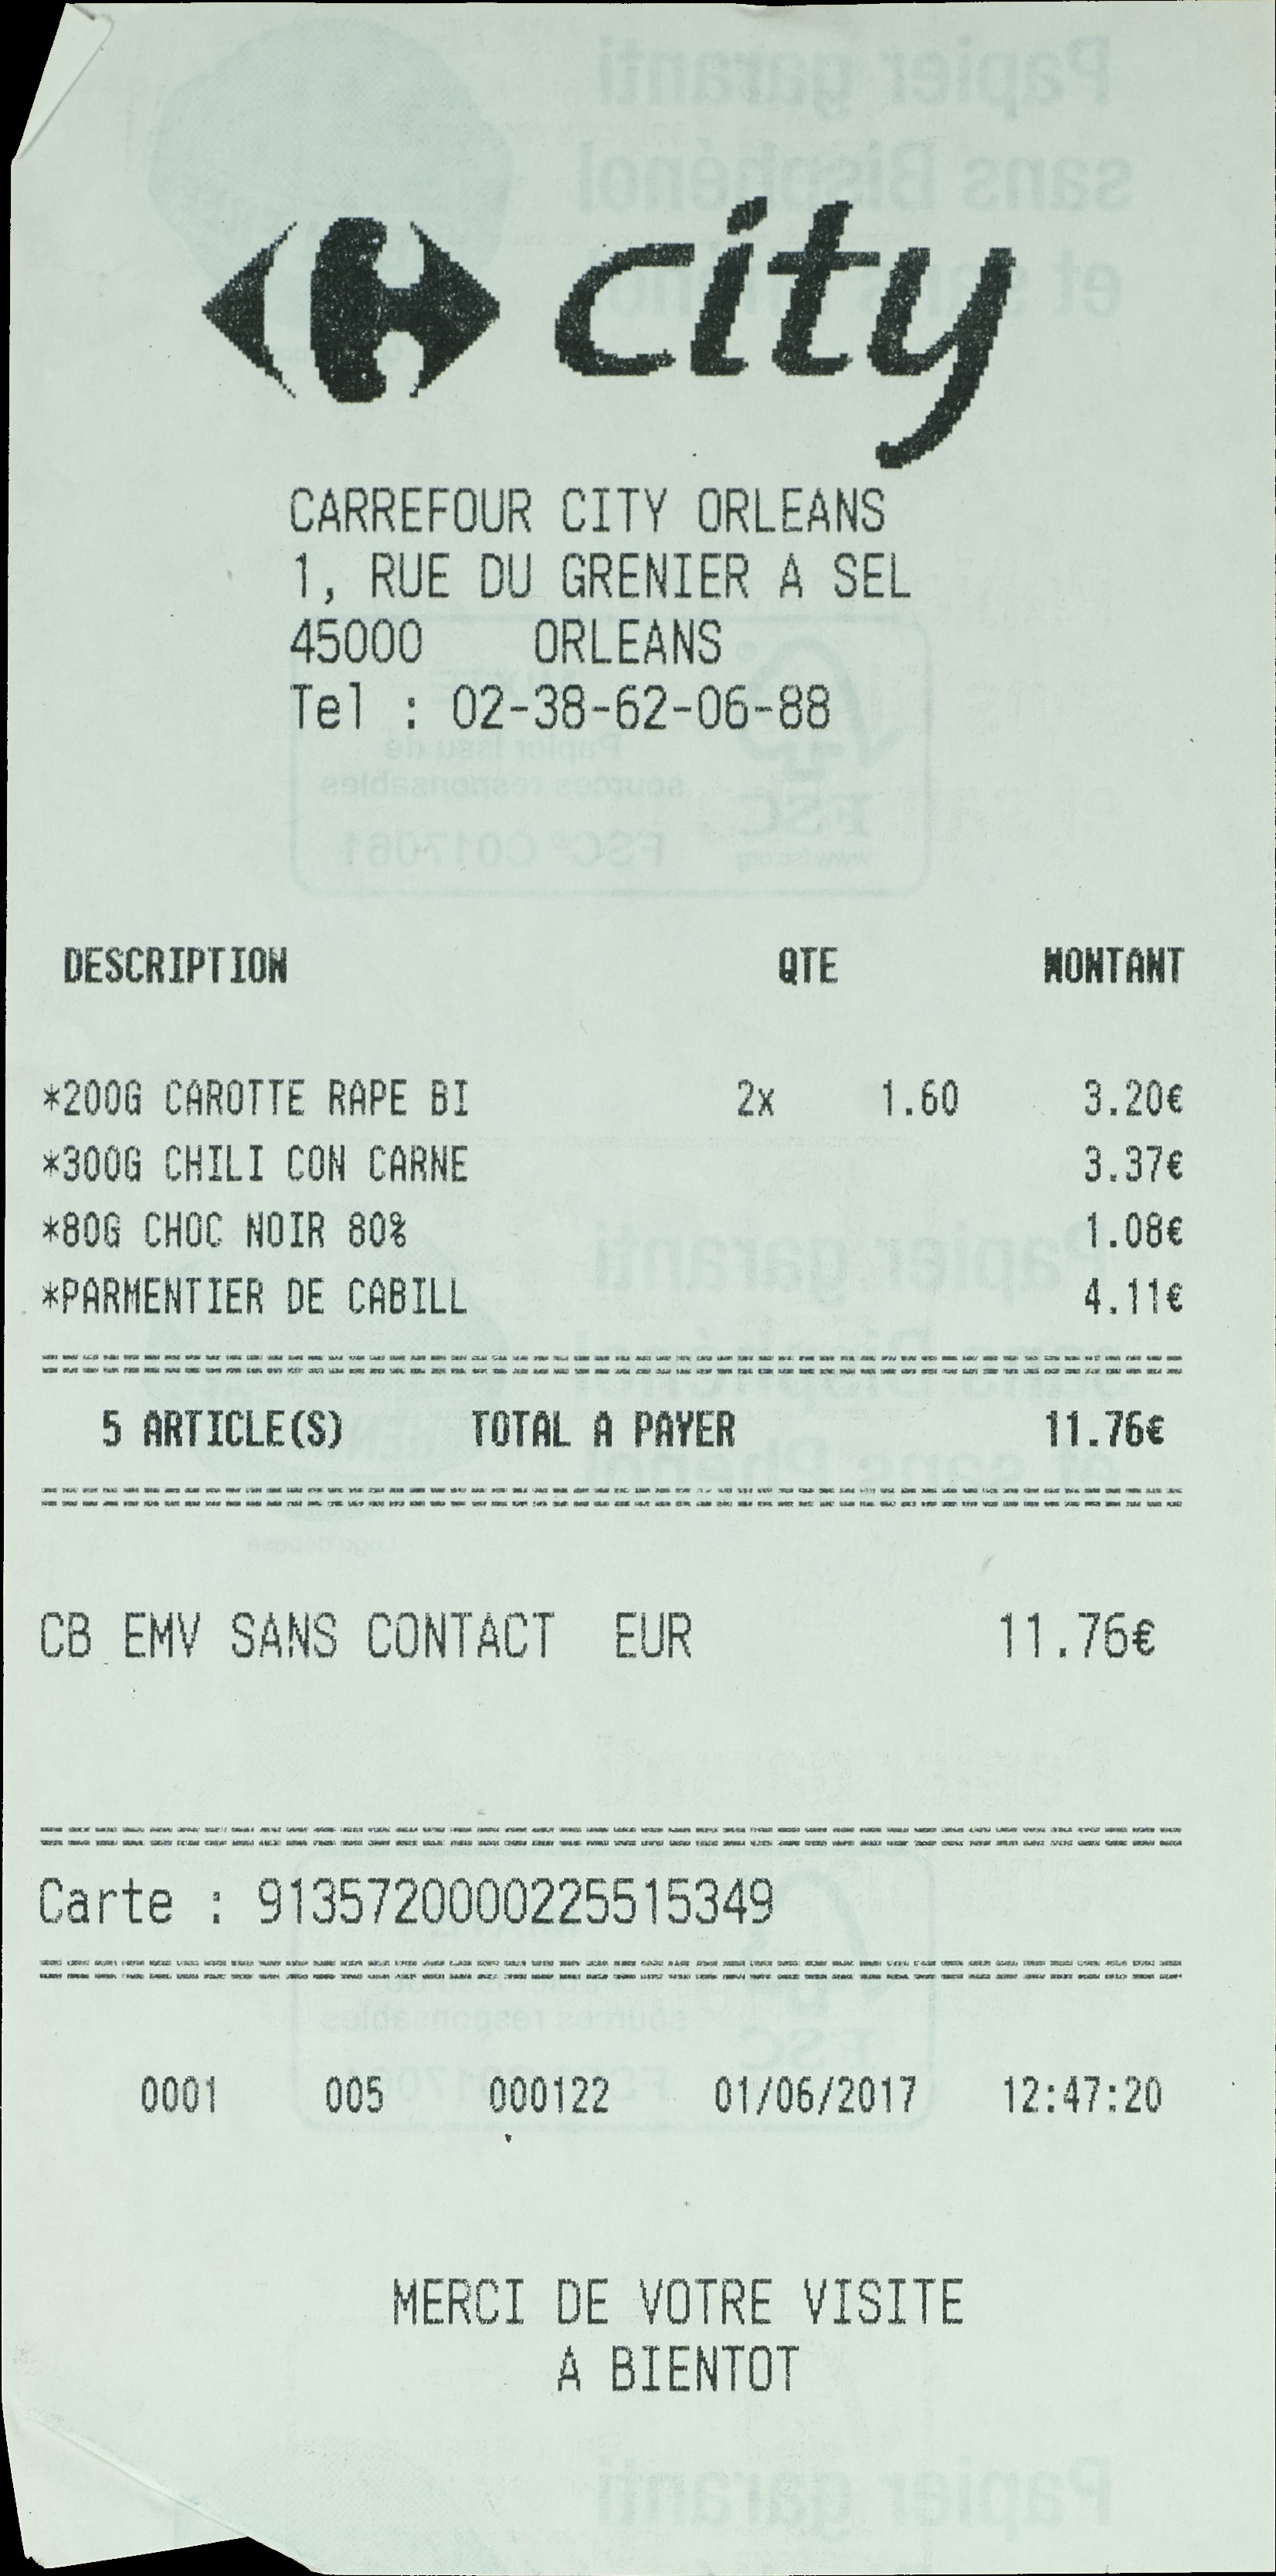 city
CARREFOUR CITY ORLEANS
1, RUE DU GRENIER A SEL
45000 ORLEANS
Tel : 02-38-62-06-88
DESCRIPTION QTE MONTANT
*200G CAROTTE RAPE BI 2x 1.60 3.20€
*300G CHILI CON CARNE 3.37€
*80G CHOC NOIR 80% 1.08€
*PARMENTIER DE CABILL 4.11€
5 ARTICLE(S) TOTAL A PAYER 11.76€
CB EMV SANS CONTACT EUR 11.76€
Carte : 9135720000225515349
0001 005 000122 01/06/2017 12:47:20
MERCI DE VOTRE VISITE
A BIENTOT